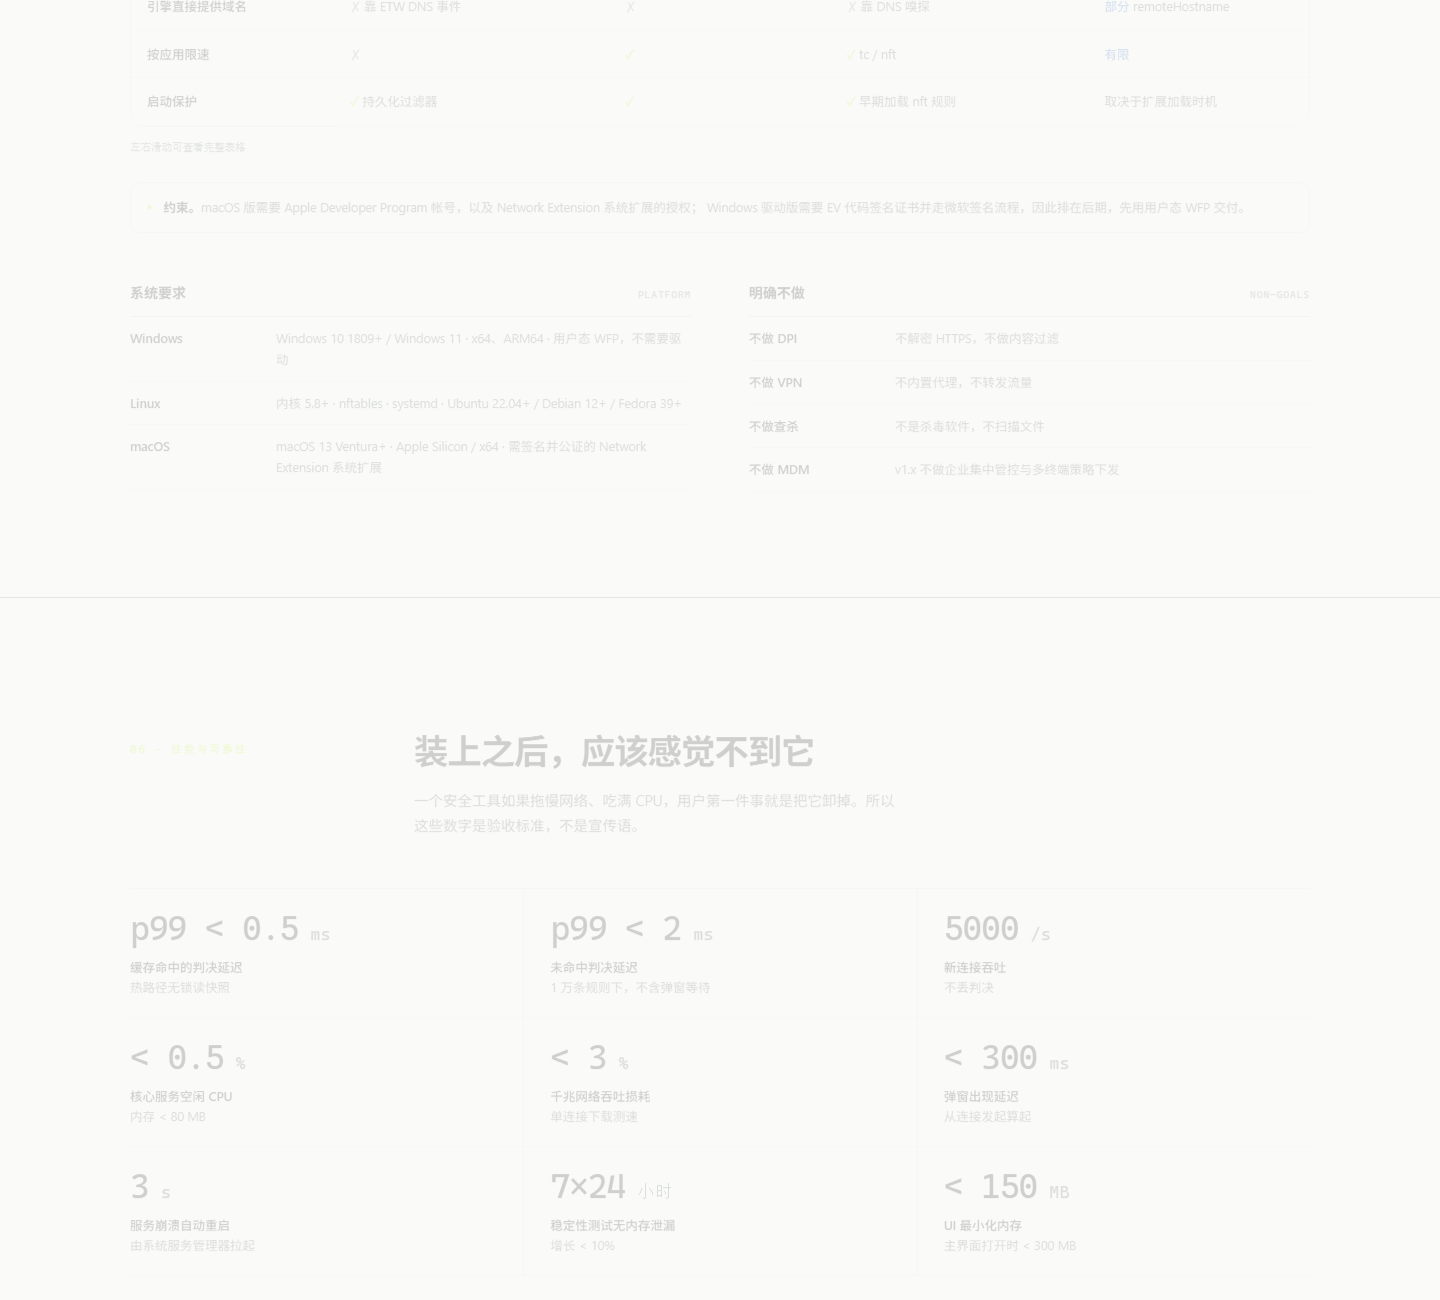 引擎直接提供域名 ✗ 靠 ETW DNS 事件 ✗ ✗ 靠 DNS 嗅探 部分 remoteHostname
按应用限速 ✗ ✓ ✓ tc / nft 有限
启动保护 ✓ 持久化过滤器 ✓ ✓ 早期加载 nft 规则 取决于扩展加载时机
左右滑动可查看完整表格
约束。macOS 版需要 Apple Developer Program 帐号，以及 Network Extension 系统扩展的授权； Windows 驱动版需要 EV 代码签名证书并走微软签名流程，因此排在后期，先用用户态 WFP 交付。
系统要求 PLATFORM
Windows Windows 10 1809+ / Windows 11 · x64、ARM64 · 用户态 WFP，不需要驱
动
Linux 内核 5.8+ · nftables · systemd · Ubuntu 22.04+ / Debian 12+ / Fedora 39+
macOS macOS 13 Ventura+ · Apple Silicon / x64 · 需签名并公证的 Network
Extension 系统扩展
明确不做 NON-GOALS
不做 DPI 不解密 HTTPS，不做内容过滤
不做 VPN 不内置代理，不转发流量
不做查杀 不是杀毒软件，不扫描文件
不做 MDM v1.x 不做企业集中管控与多终端策略下发
06 — 性能与可靠性
装上之后，应该感觉不到它
一个安全工具如果拖慢网络、吃满 CPU，用户第一件事就是把它卸掉。所以
这些数字是验收标准，不是宣传语。
p99 < 0.5 ms
缓存命中的判决延迟
热路径无锁读快照
p99 < 2 ms
未命中判决延迟
1 万条规则下，不含弹窗等待
5000 /s
新连接吞吐
不丢判决
< 0.5 %
核心服务空闲 CPU
内存 < 80 MB
< 3 %
千兆网络吞吐损耗
单连接下载测速
< 300 ms
弹窗出现延迟
从连接发起算起
3 s
服务崩溃自动重启
由系统服务管理器拉起
7×24 小时
稳定性测试无内存泄漏
增长 < 10%
< 150 MB
UI 最小化内存
主界面打开时 < 300 MB